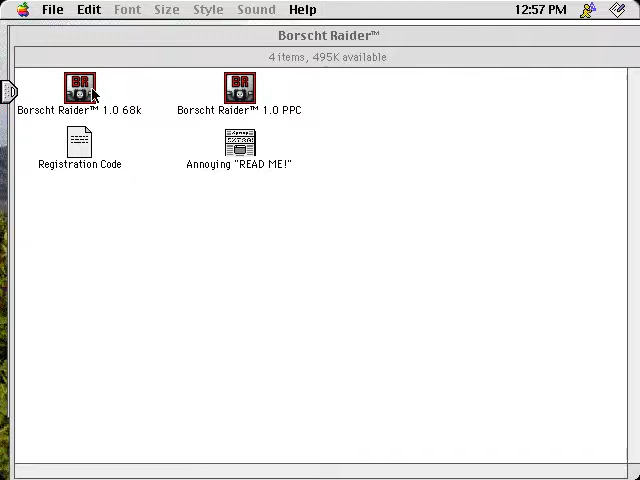 File Edit Font Size Style Sound Help 12:57 PM
Borscht Raider™
4 items, 495K available
BR BR
Borscht Raider™ 1.0 68k Borscht Raider™ 1.0 PPC
EXTRA!
Registration Code Annoying "READ ME!"